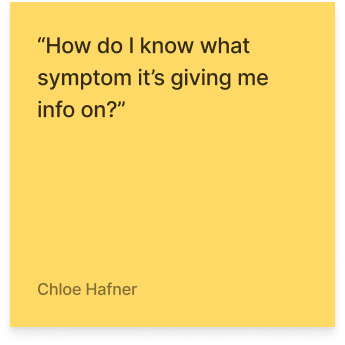 “How do I know what
symptom it’s giving me
info on?”
Chloe Hafner